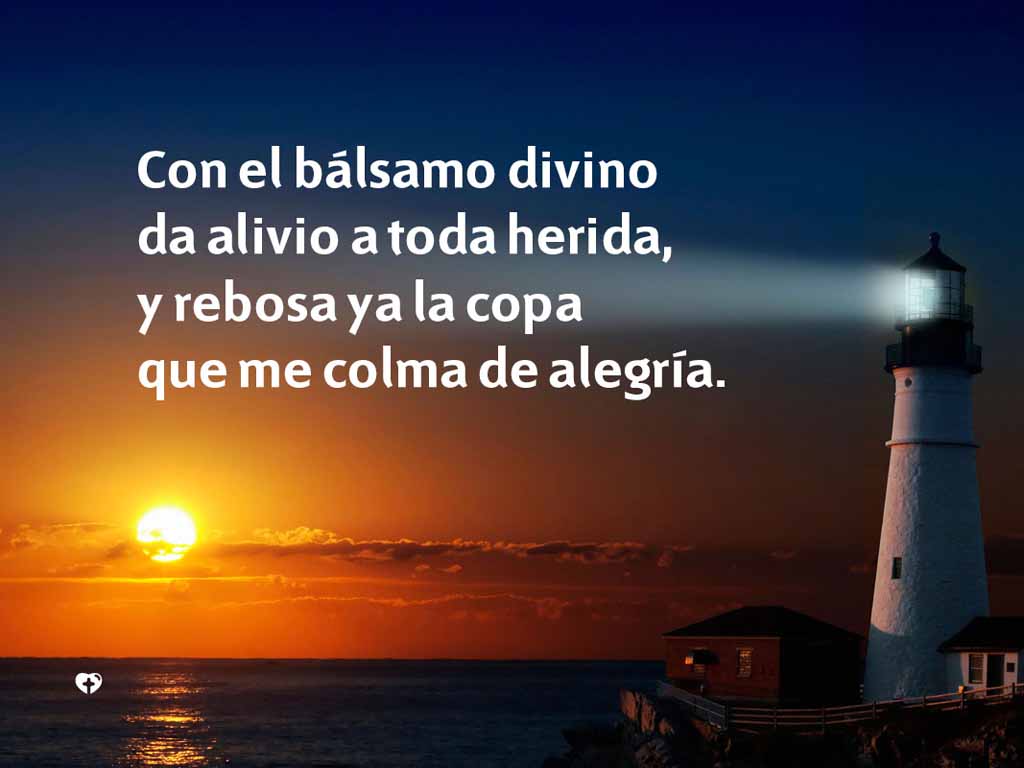 Con el bálsamo divino
da alivio a toda herida,
y rebosa ya la copa
que me colma de alegría.